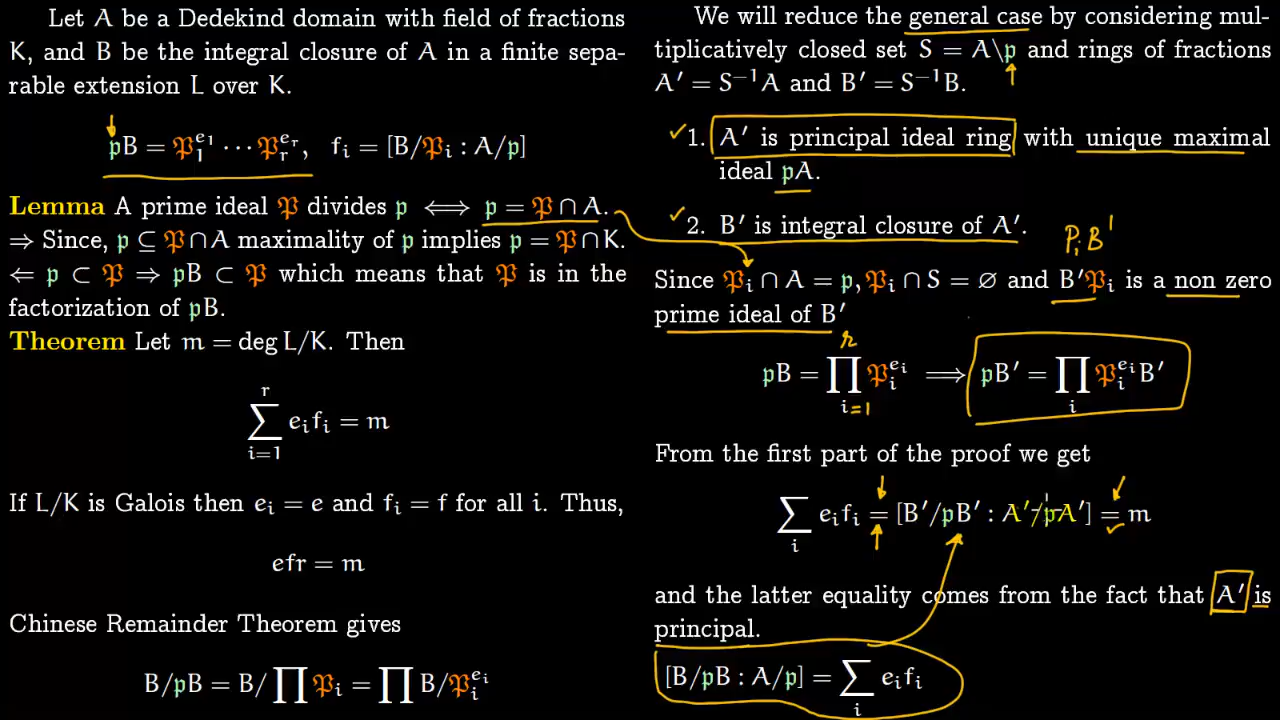 Let A be a Dedekind domain with field of fractions
K, and B be the integral closure of A in a finite sepa-
rable extension L over K.
𝔭B = 𝔓₁^{e₁} ⋯ 𝔓ᵣ^{eᵣ}, fᵢ = [B/𝔓ᵢ : A/𝔭]
Lemma A prime ideal 𝔓 divides 𝔭 ⟺ 𝔭 = 𝔓 ∩ A.
⇒ Since, 𝔭 ⊆ 𝔓∩A maximality of 𝔭 implies 𝔭 = 𝔓∩K.
⇐ 𝔭 ⊂ 𝔓 ⇒ 𝔭B ⊂ 𝔓 which means that 𝔓 is in the
factorization of 𝔭B.
Theorem Let m = deg L/K. Then
∑_{i=1}^{r} eᵢfᵢ = m
If L/K is Galois then eᵢ = e and fᵢ = f for all i. Thus,
efr = m
Chinese Remainder Theorem gives
B/𝔭B = B/∏𝔓ᵢ = ∏ B/𝔓ᵢ^{eᵢ}
We will reduce the general case by considering mul-
tiplicatively closed set S = A\𝔭 and rings of fractions
A′ = S⁻¹A and B′ = S⁻¹B.
✓ 1. A′ is principal ideal ring with unique maximal
ideal 𝔭A.
✓ 2. B′ is integral closure of A′.
PᵢB'
Since 𝔓ᵢ ∩ A = 𝔭, 𝔓ᵢ ∩ S = ∅ and B′𝔓ᵢ is a non zero
prime ideal of B′
𝔭B = ∏_{i=1}^{r} 𝔓ᵢ^{eᵢ} ⟹ 𝔭B′ = ∏_{i} 𝔓ᵢ^{eᵢ}B′
From the first part of the proof we get
∑_{i} eᵢfᵢ = [B′/𝔭B′ : A′/𝔭A′] = m
and the latter equality comes from the fact that A′ is
principal.
[B/𝔭B : A/𝔭] = ∑_{i} eᵢfᵢ